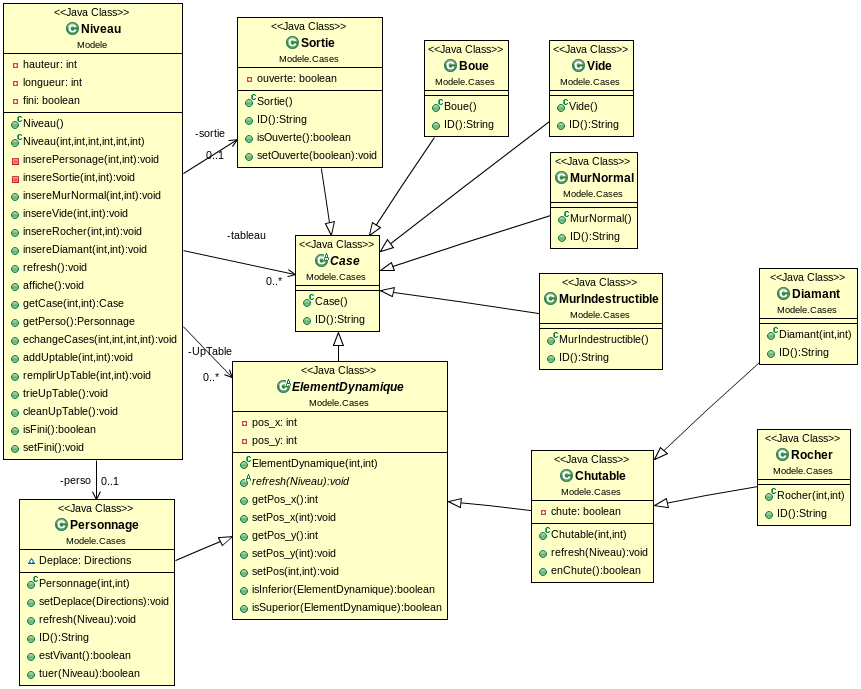 <<Java Class>>
Niveau
Modele
hauteur: int
longueur: int
fini: boolean
Niveau()
Niveau(int,int,int,int,int,int)
inserePersonage(int,int):void
insereSortie(int,int):void
insereMurNormal(int,int):void
insereVide(int,int):void
insereRocher(int,int):void
insereDiamant(int,int):void
refresh():void
affiche():void
getCase(int,int):Case
getPerso():Personnage
echangeCases(int,int,int,int):void
addUptable(int,int):void
remplirUpTable(int,int):void
trieUpTable():void
cleanUpTable():void
isFini():boolean
setFini():void
-sortie
0..1
-tableau
0..*
-UpTable
0..*
-perso
0..1
<<Java Class>>
Sortie
Modele.Cases
ouverte: boolean
Sortie()
ID():String
isOuverte():boolean
setOuverte(boolean):void
<<Java Class>>
Boue
Modele.Cases
Boue()
ID():String
<<Java Class>>
Vide
Modele.Cases
Vide()
ID():String
<<Java Class>>
MurNormal
Modele.Cases
MurNormal()
ID():String
<<Java Class>>
Case
Modele.Cases
Case()
ID():String
<<Java Class>>
MurIndestructible
Modele.Cases
MurIndestructible()
ID():String
<<Java Class>>
Diamant
Modele.Cases
Diamant(int,int)
ID():String
<<Java Class>>
ElementDynamique
Modele.Cases
pos_x: int
pos_y: int
ElementDynamique(int,int)
refresh(Niveau):void
getPos_x():int
setPos_x(int):void
getPos_y():int
setPos_y(int):void
setPos(int,int):void
isInferior(ElementDynamique):boolean
isSuperior(ElementDynamique):boolean
<<Java Class>>
Chutable
Modele.Cases
chute: boolean
Chutable(int,int)
refresh(Niveau):void
enChute():boolean
<<Java Class>>
Rocher
Modele.Cases
Rocher(int,int)
ID():String
<<Java Class>>
Personnage
Modele.Cases
Deplace: Directions
Personnage(int,int)
setDeplace(Directions):void
refresh(Niveau):void
ID():String
estVivant():boolean
tuer(Niveau):boolean